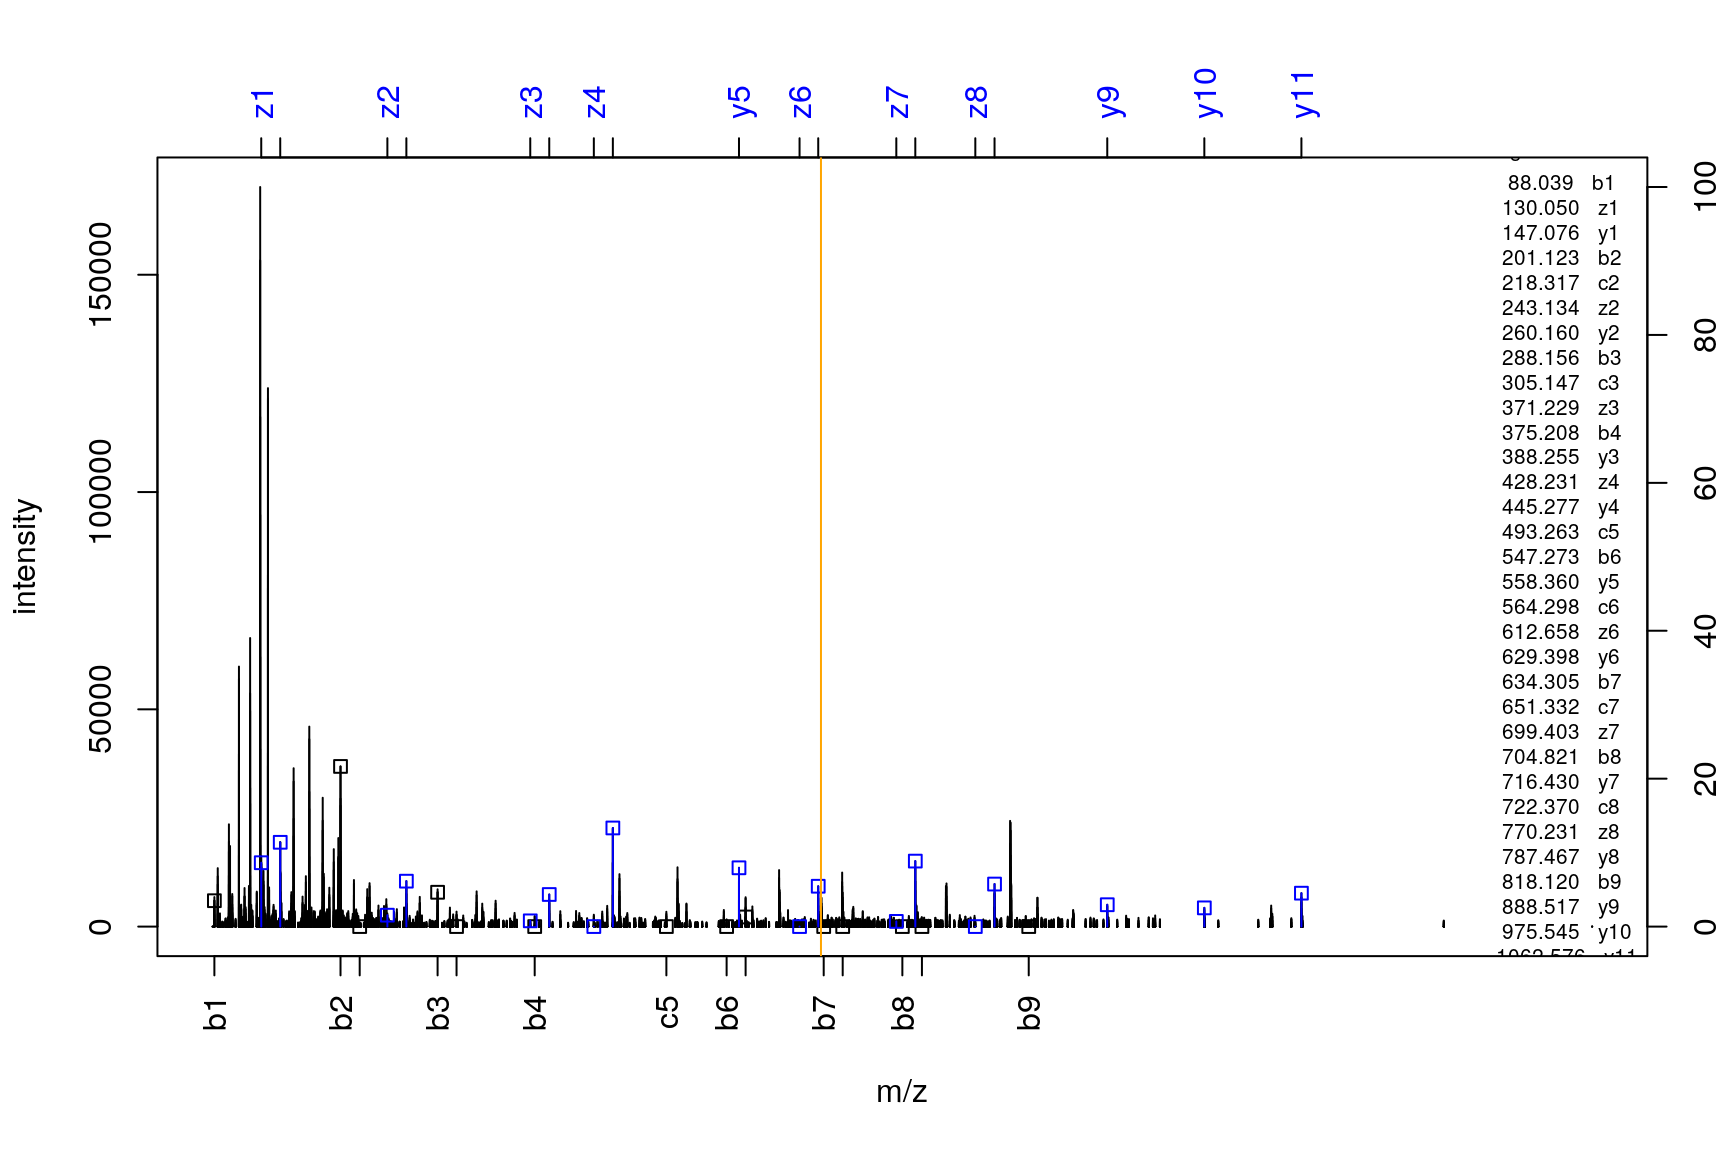 z1 z2 z3 z4 y5 z6 z7 z8 y9 y10 y11
88.039 b1
130.050 z1
147.076 y1
201.123 b2
218.317 c2
243.134 z2
260.160 y2
288.156 b3
305.147 c3
371.229 z3
375.208 b4
388.255 y3
428.231 z4
445.277 y4
493.263 c5
547.273 b6
558.360 y5
564.298 c6
612.658 z6
629.398 y6
634.305 b7
651.332 c7
699.403 z7
704.821 b8
716.430 y7
722.370 c8
770.231 z8
787.467 y8
818.120 b9
888.517 y9
975.545 y10
intensity
150000
100000
50000
0
100
80
60
40
20
0
b1 b2 b3 b4 c5 b6 b7 b8 b9
m/z